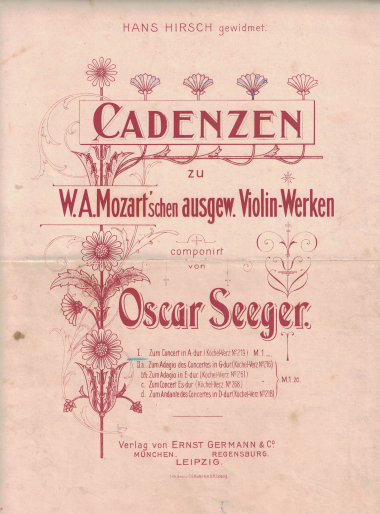 HANS HIRSCH gewidmet.
CADENZEN
zu
W.A.Mozart'schen ausgew. Violin-Werken
componirt
von
Oscar Seeger.
I. Zum Concert in A-dur (Köchel-Verz. No 219.) M. 1._
II a. Zum Adagio des Concertes in G-dur (Köchel-Verz. No 216)
b. Zum Adagio in E-dur (Köchel-Verz. No 261.)
c. Zum Concert Es-dur (Köchel-Verz. No 268.)
d. Zum Andante des Concertes in D-dur (Köchel-Verz. No 218)
M.1.20.
Verlag von ERNST GERMANN & Co.
MÜNCHEN. REGENSBURG.
LEIPZIG.